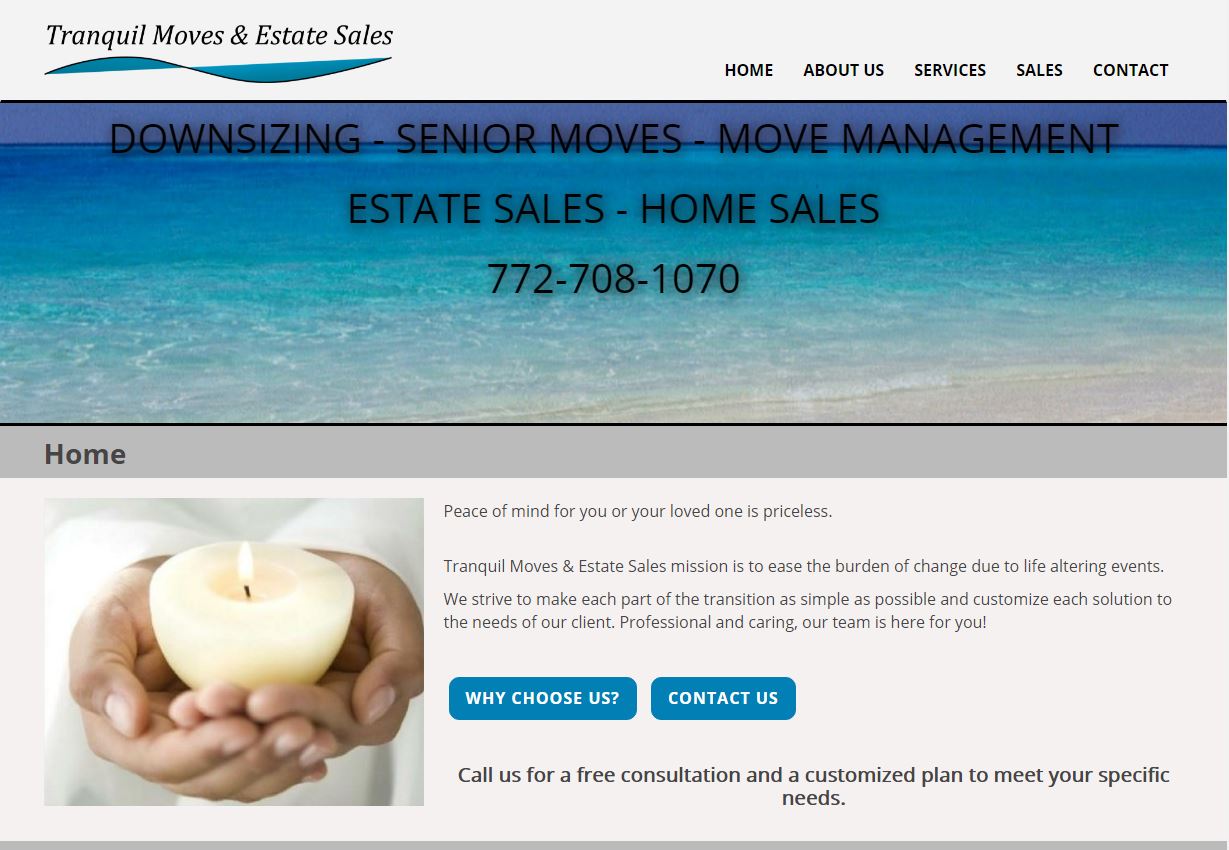 Tranquil Moves & Estate Sales
HOME ABOUT US SERVICES SALES CONTACT
DOWNSIZING - SENIOR MOVES - MOVE MANAGEMENT
ESTATE SALES - HOME SALES
772-708-1070
Home
Peace of mind for you or your loved one is priceless.
Tranquil Moves & Estate Sales mission is to ease the burden of change due to life altering events.
We strive to make each part of the transition as simple as possible and customize each solution to
the needs of our client. Professional and caring, our team is here for you!
WHY CHOOSE US? CONTACT US
Call us for a free consultation and a customized plan to meet your specific
needs.